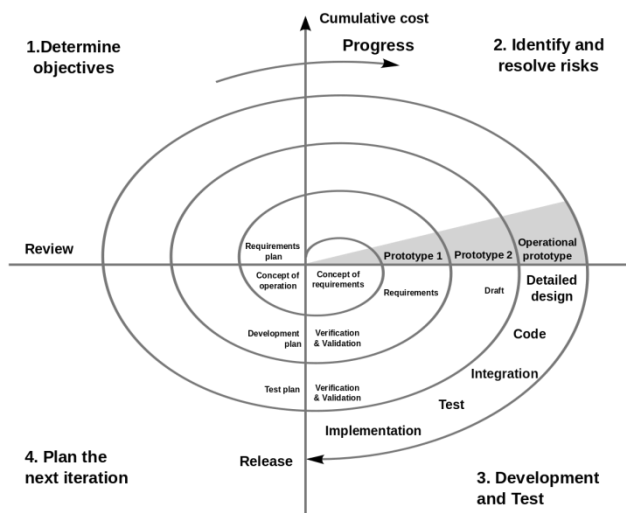 Cumulative cost
Progress
1.Determine
objectives
2. Identify and
resolve risks
Review
Requirements
plan
Prototype 1
Prototype 2
Operational
prototype
Concept of
operation
Concept of
requirements
Requirements
Draft
Detailed
design
Development
plan
Verification
& Validation
Code
Integration
Test plan
Verification
& Validation
Test
Implementation
Release
4. Plan the
next iteration
3. Development
and Test